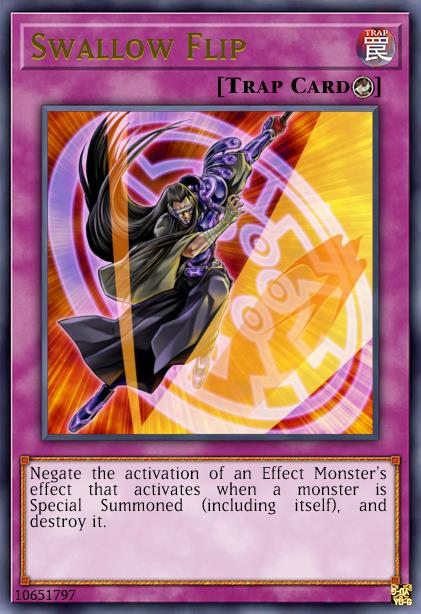 Swallow Flip
TRAP
罠
[Trap Card]
Negate the activation of an Effect Monster's
effect that activates when a monster is
Special Summoned (including itself), and
destroy it.
10651797